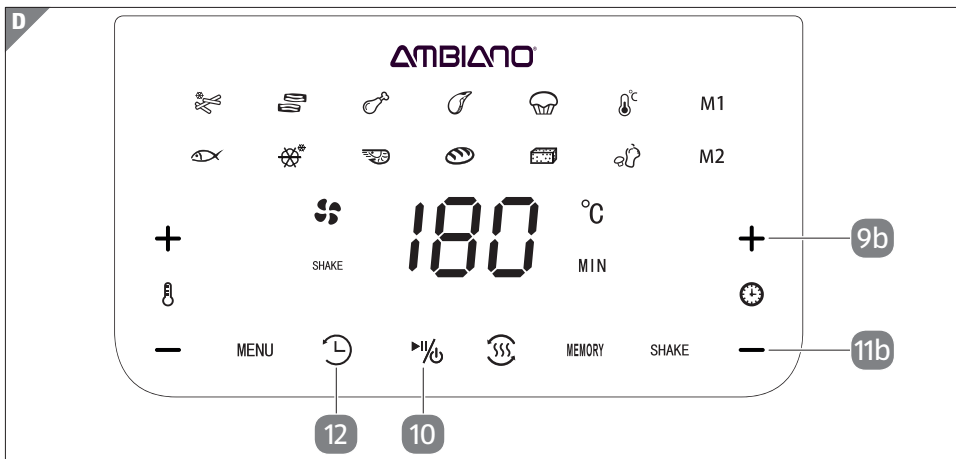 D
AMBIANO®
°C M1
M2
180 °C
SHAKE MIN
9b
MENU MEMORY SHAKE
11b
12 10